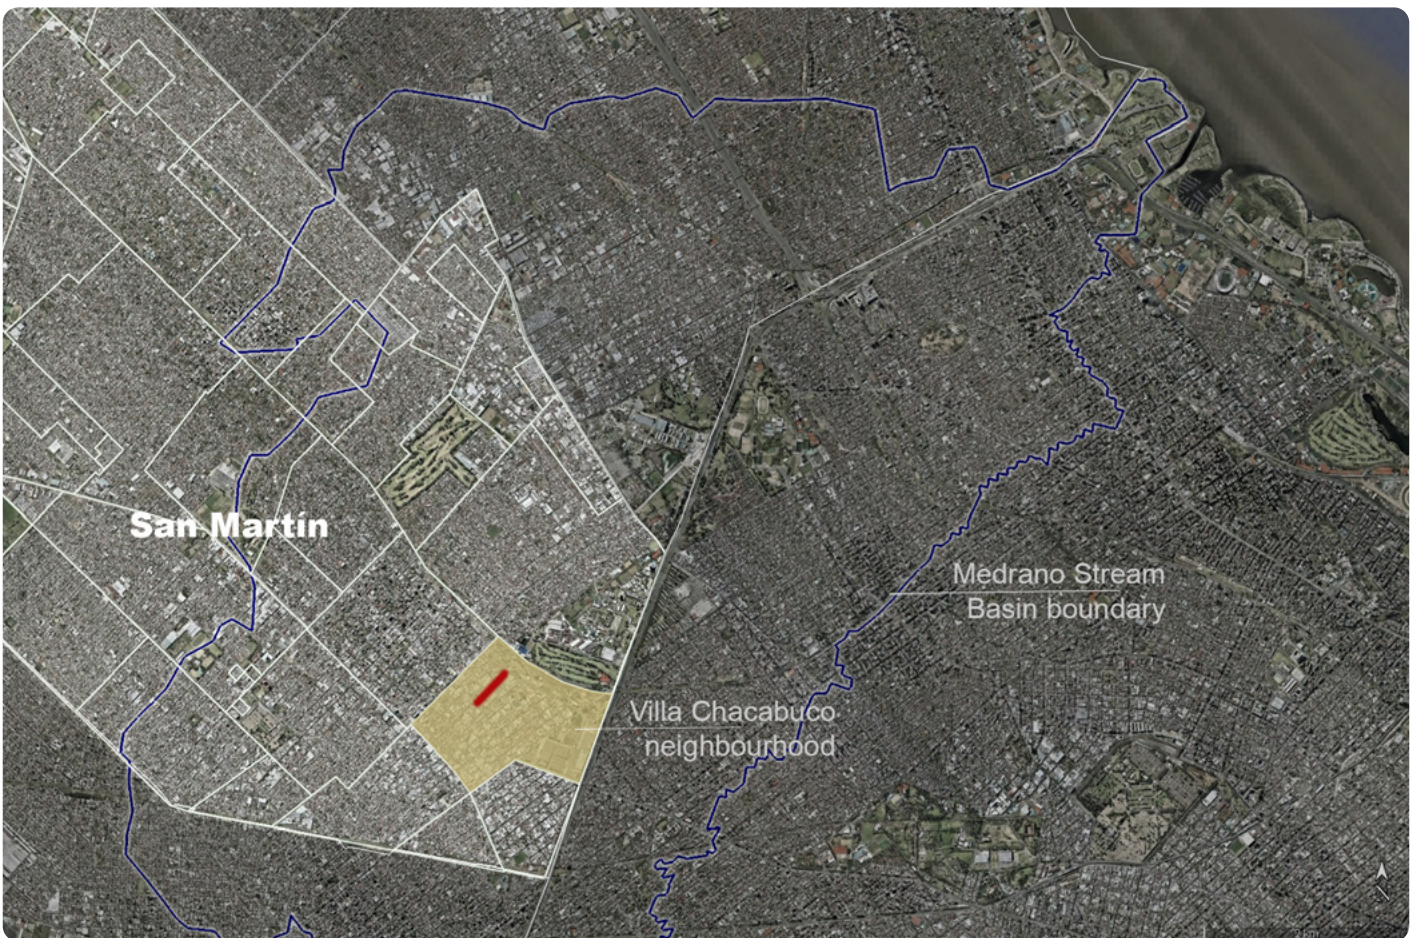 San Martín
Medrano Stream
Basin boundary
Villa Chacabuco
neighbourhood